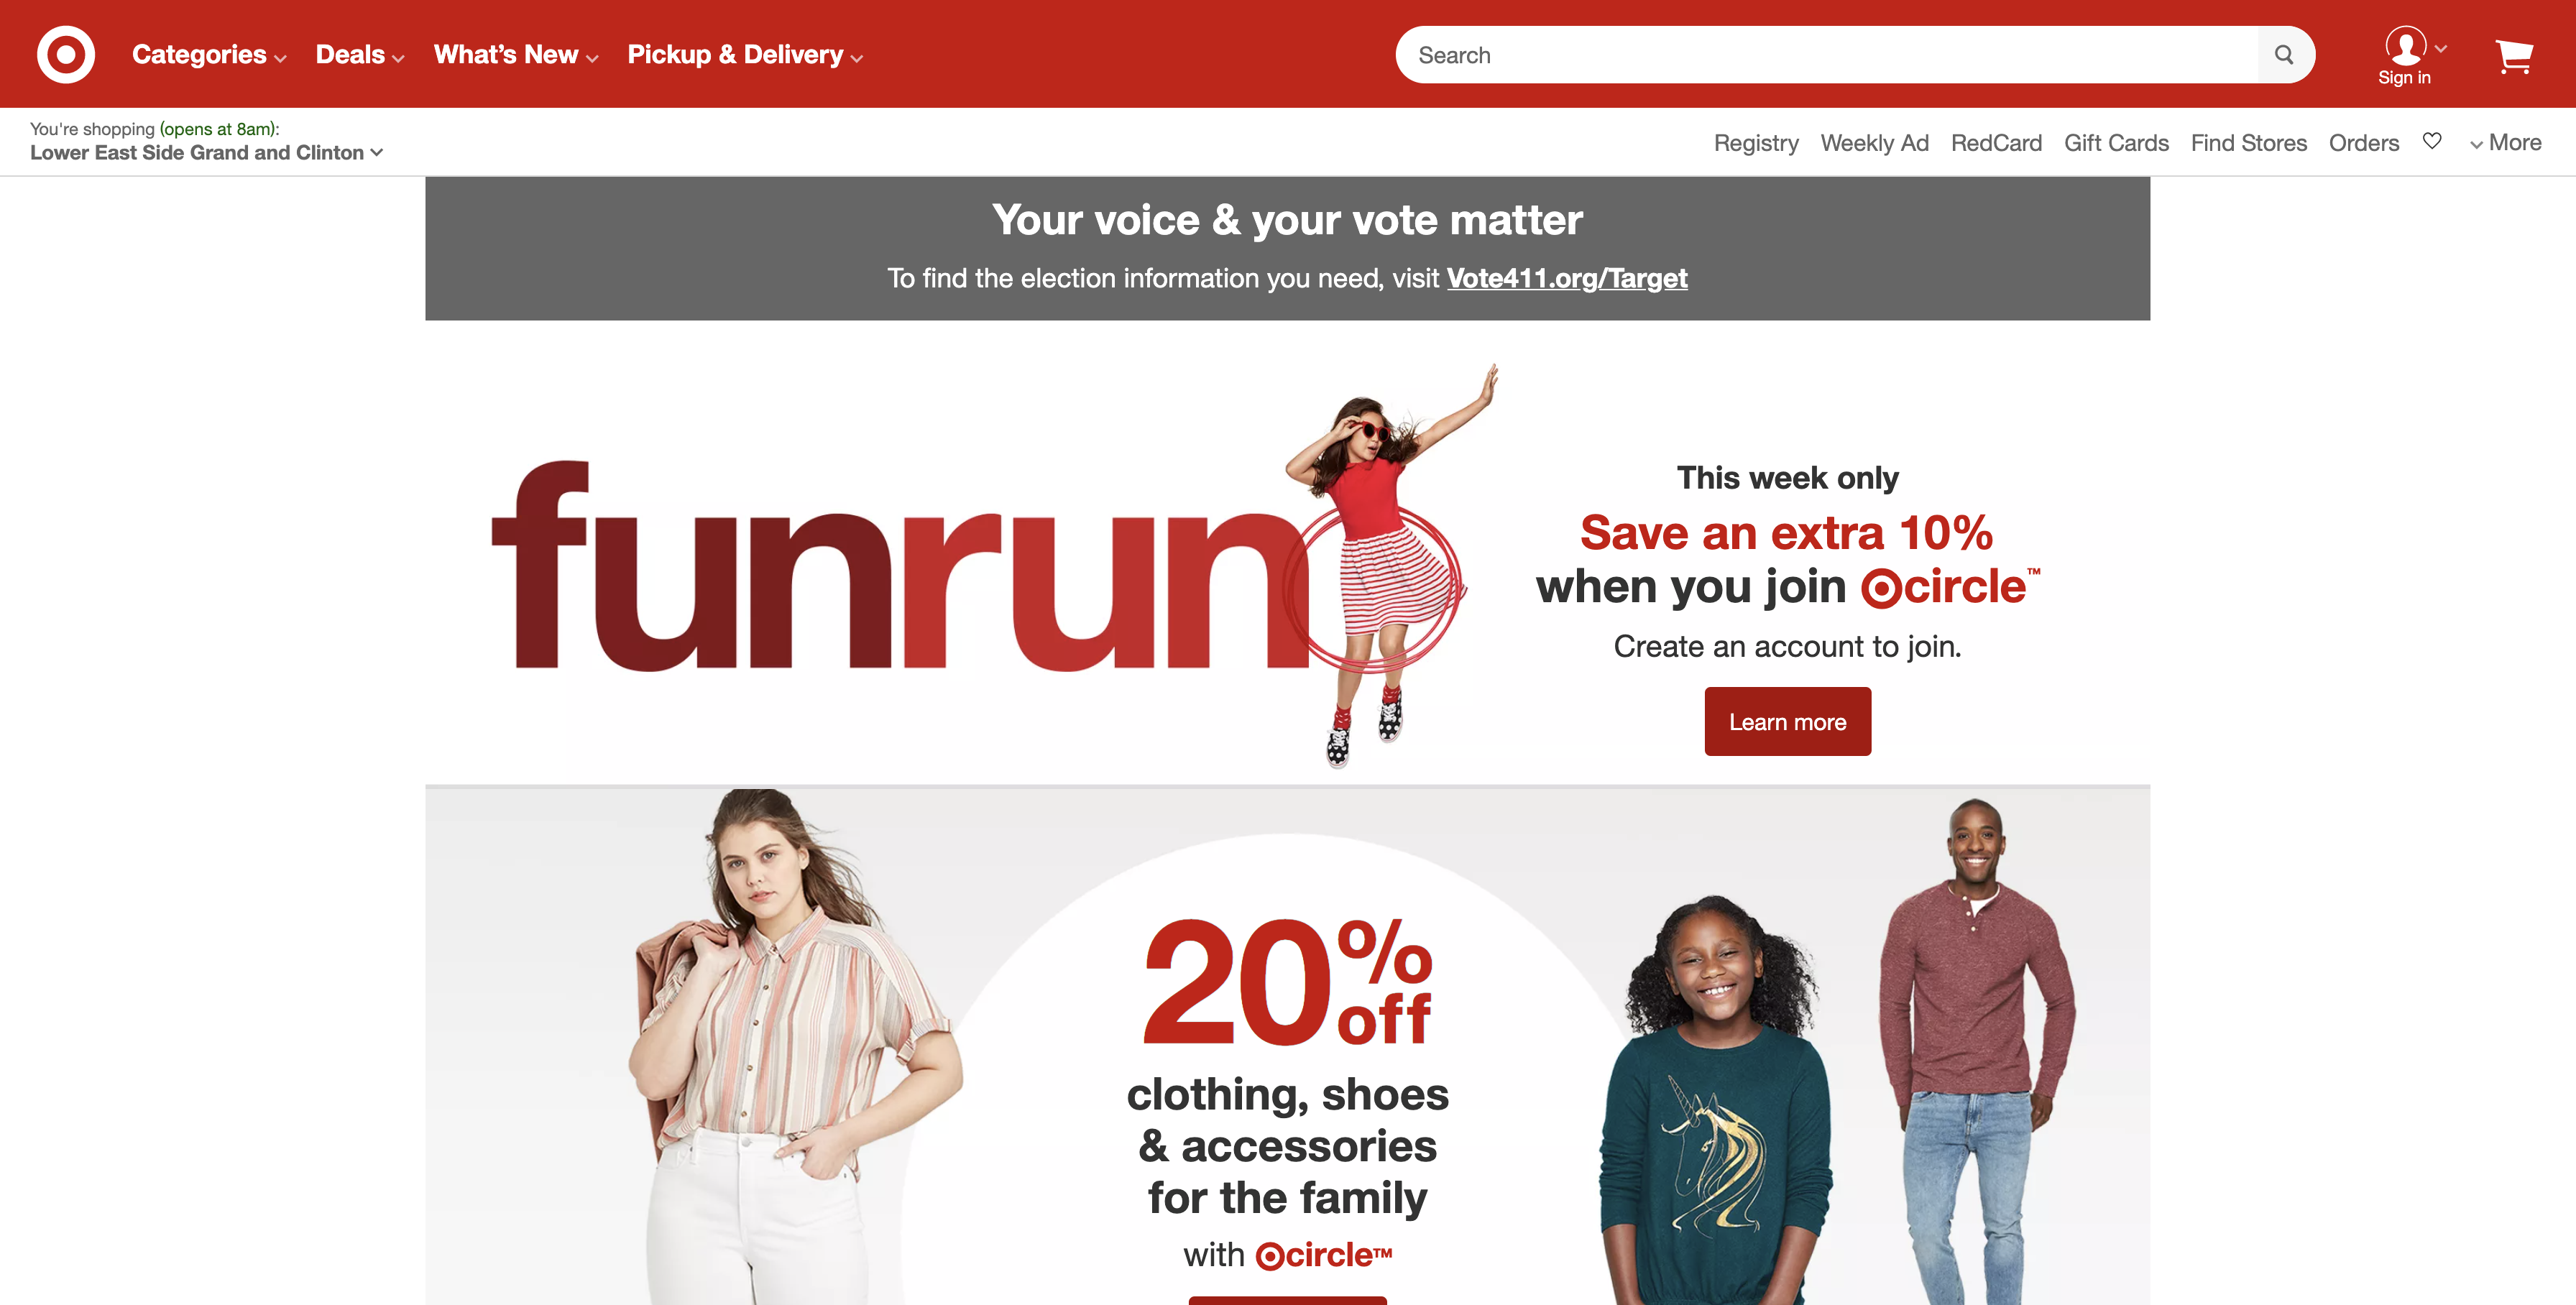 Categories
Deals
What's New
Pickup & Delivery
Search
Sign in
You're shopping (opens at 8am):
Lower East Side Grand and Clinton
Registry
Weekly Ad
RedCard
Gift Cards
Find Stores
Orders
More
Your voice & your vote matter
To find the election information you need, visit Vote411.org/Target
funrun
This week only
Save an extra 10%
when you join circle™
Create an account to join.
Learn more
20% off
clothing, shoes
& accessories
for the family
with circle™